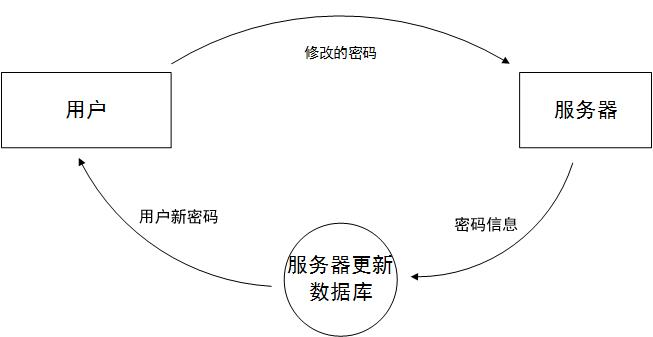 修改的密码
用户
服务器
用户新密码
密码信息
服务器更新
数据库